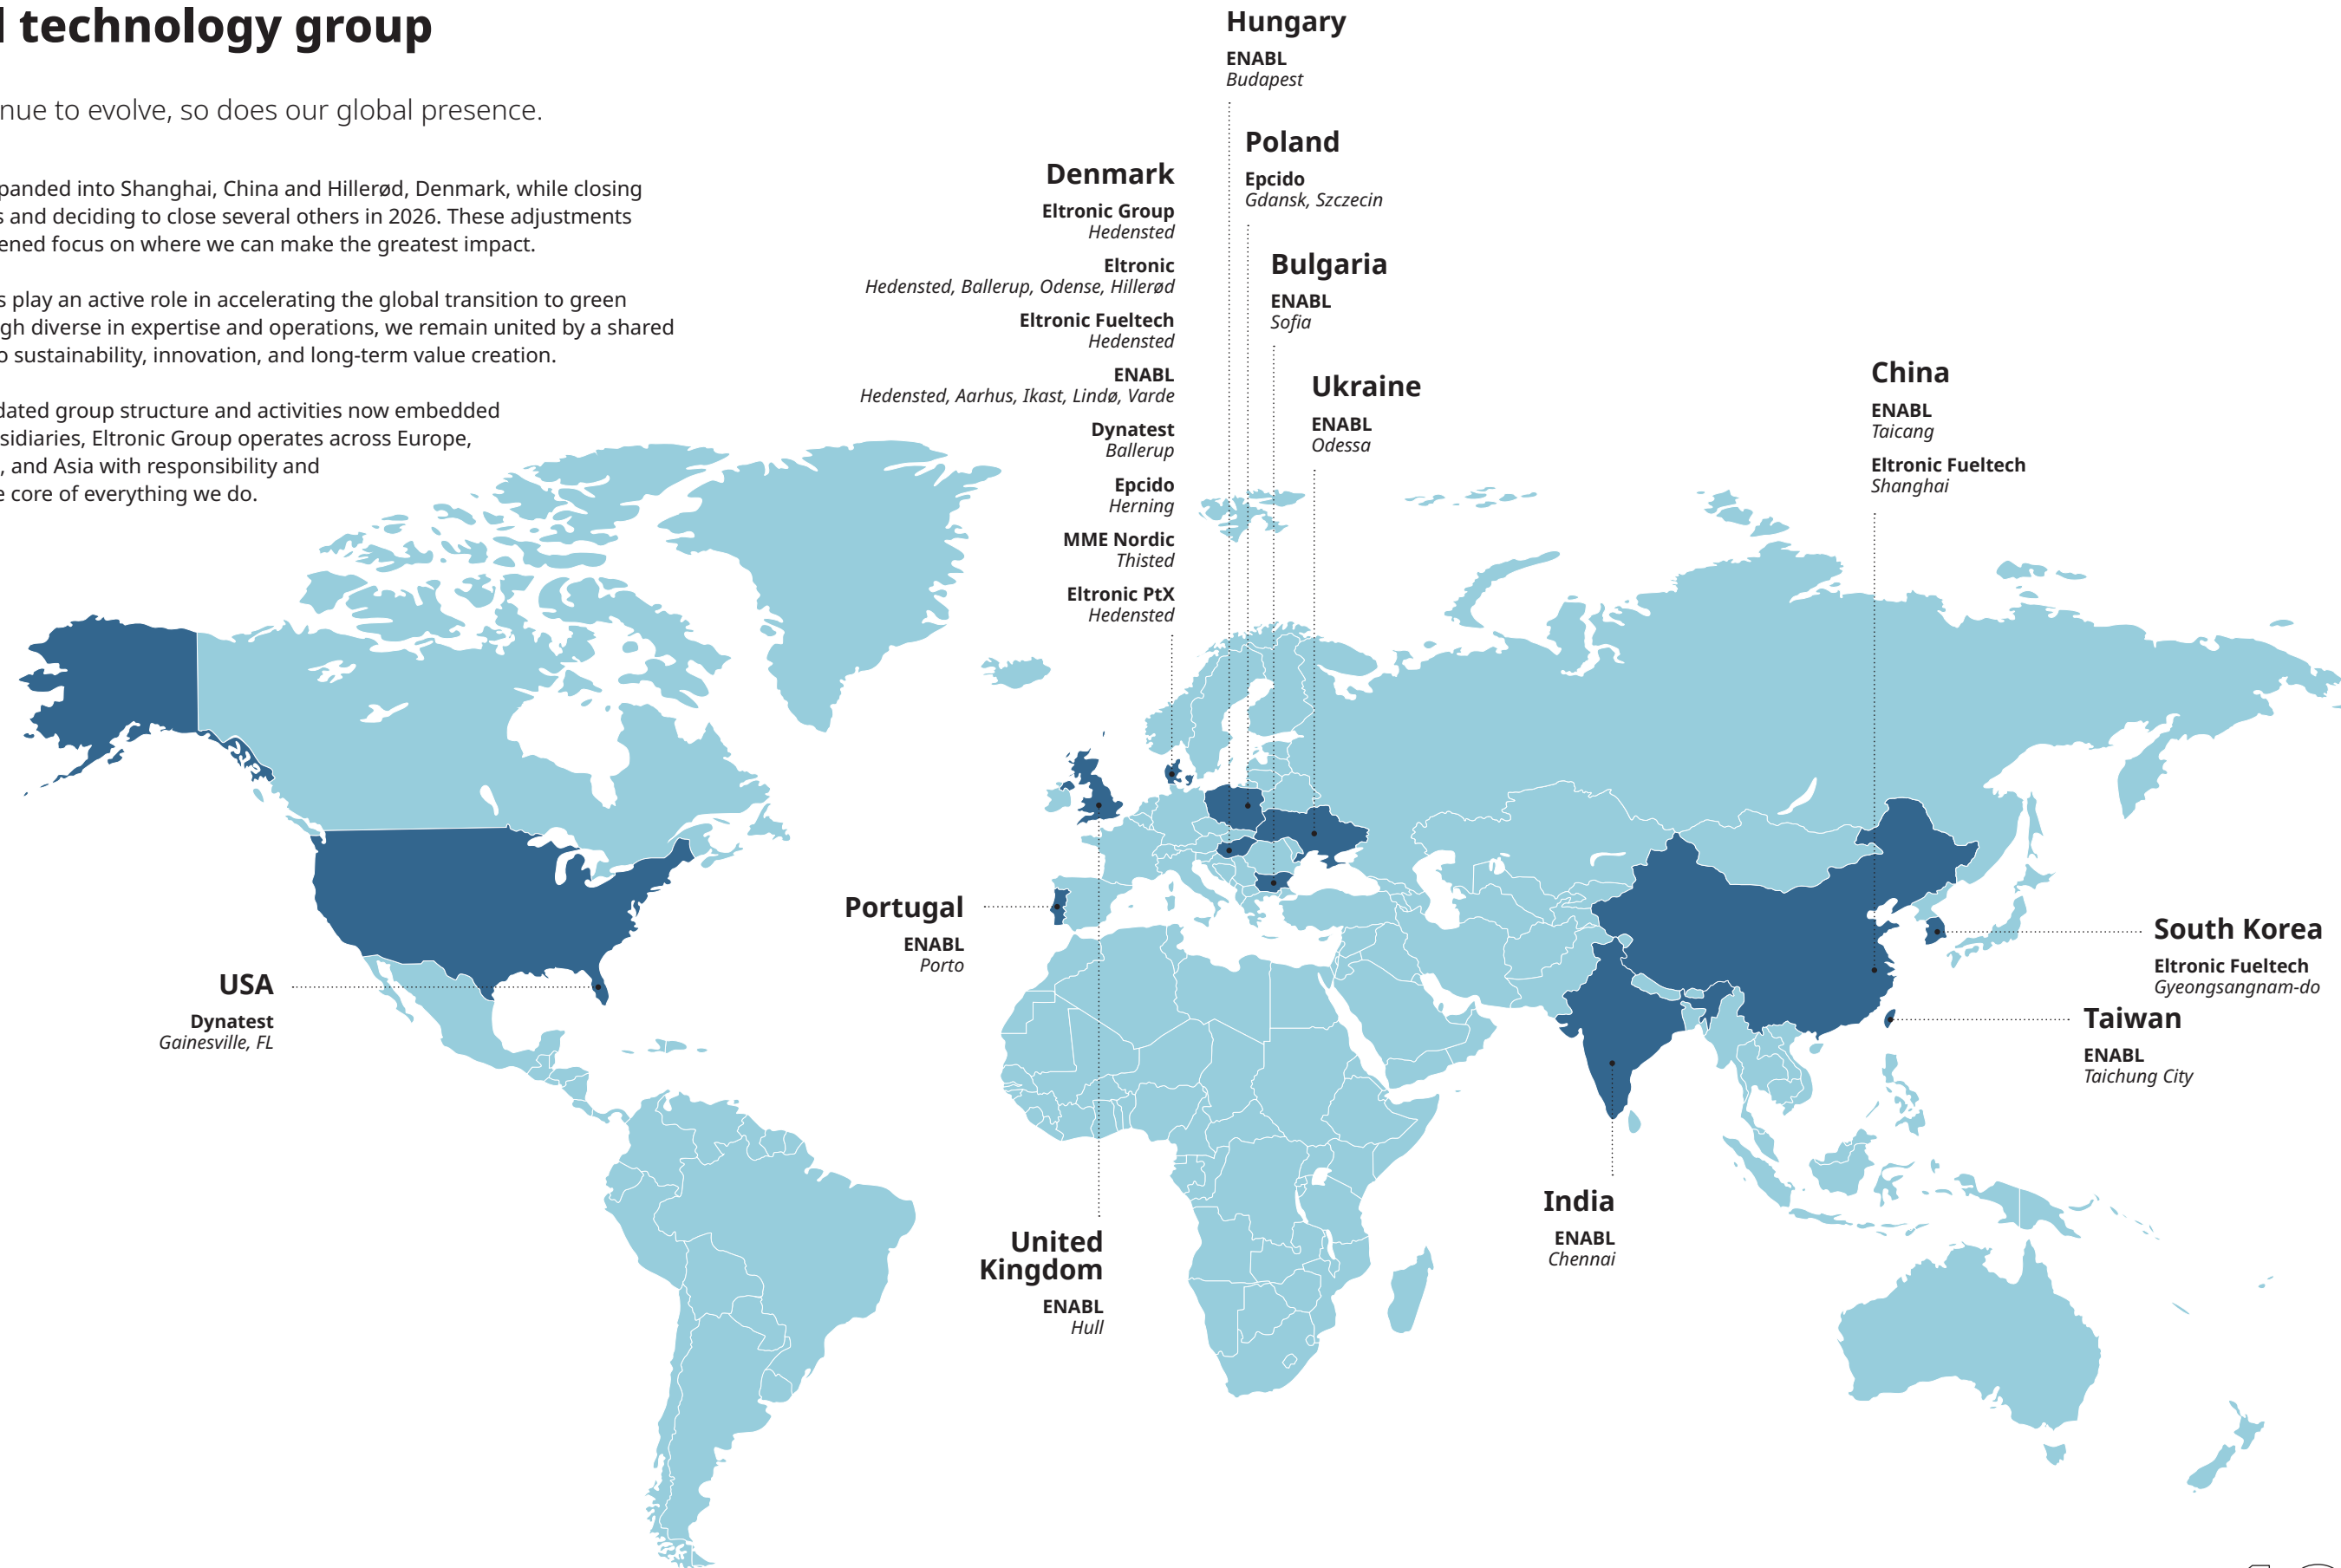 technology group
nue to evolve, so does our global presence.
panded into Shanghai, China and Hillerød, Denmark, while closing
s and deciding to close several others in 2026. These adjustments
ened focus on where we can make the greatest impact.
s play an active role in accelerating the global transition to green
gh diverse in expertise and operations, we remain united by a shared
o sustainability, innovation, and long-term value creation.
dated group structure and activities now embedded
sidiaries, Eltronic Group operates across Europe,
, and Asia with responsibility and
e core of everything we do.
Hungary
ENABL
Budapest
Poland
Epcido
Gdansk, Szczecin
Denmark
Eltronic Group
Hedensted
Eltronic
Hedensted, Ballerup, Odense, Hillerød
Eltronic Fueltech
Hedensted
ENABL
Hedensted, Aarhus, Ikast, Lindø, Varde
Dynatest
Ballerup
Epcido
Herning
MME Nordic
Thisted
Eltronic PtX
Hedensted
Bulgaria
ENABL
Sofia
Ukraine
ENABL
Odessa
China
ENABL
Taicang
Eltronic Fueltech
Shanghai
Portugal
ENABL
Porto
USA
Dynatest
Gainesville, FL
South Korea
Eltronic Fueltech
Gyeongsangnam-do
Taiwan
ENABL
Taichung City
India
ENABL
Chennai
United
Kingdom
ENABL
Hull